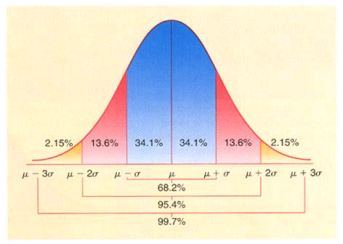 2.15% 13.6% 34.1% 34.1% 13.6% 2.15%
μ − 3σ μ − 2σ μ − σ μ μ + σ μ + 2σ μ + 3σ
68.2%
95.4%
99.7%